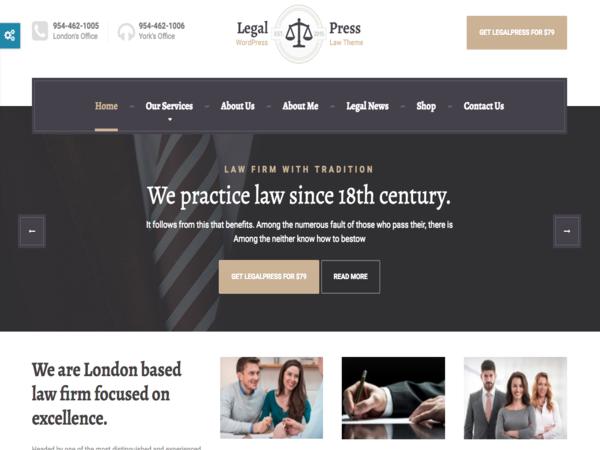 954-462-1005
London's Office
954-462-1006
York's Office
Legal Press
WordPress Law Theme
EST. 2015
GET LEGALPRESS FOR $79
Home
Our Services
About Us
About Me
Legal News
Shop
Contact Us
LAW FIRM WITH TRADITION
We practice law since 18th century.
It follows from this that benefits. Among the numerous fault of those who pass their, there is
Among the neither know how to bestow
GET LEGALPRESS FOR $79
READ MORE
We are London based
law firm focused on
excellence.
Headed by one of the most distinguished and experienced